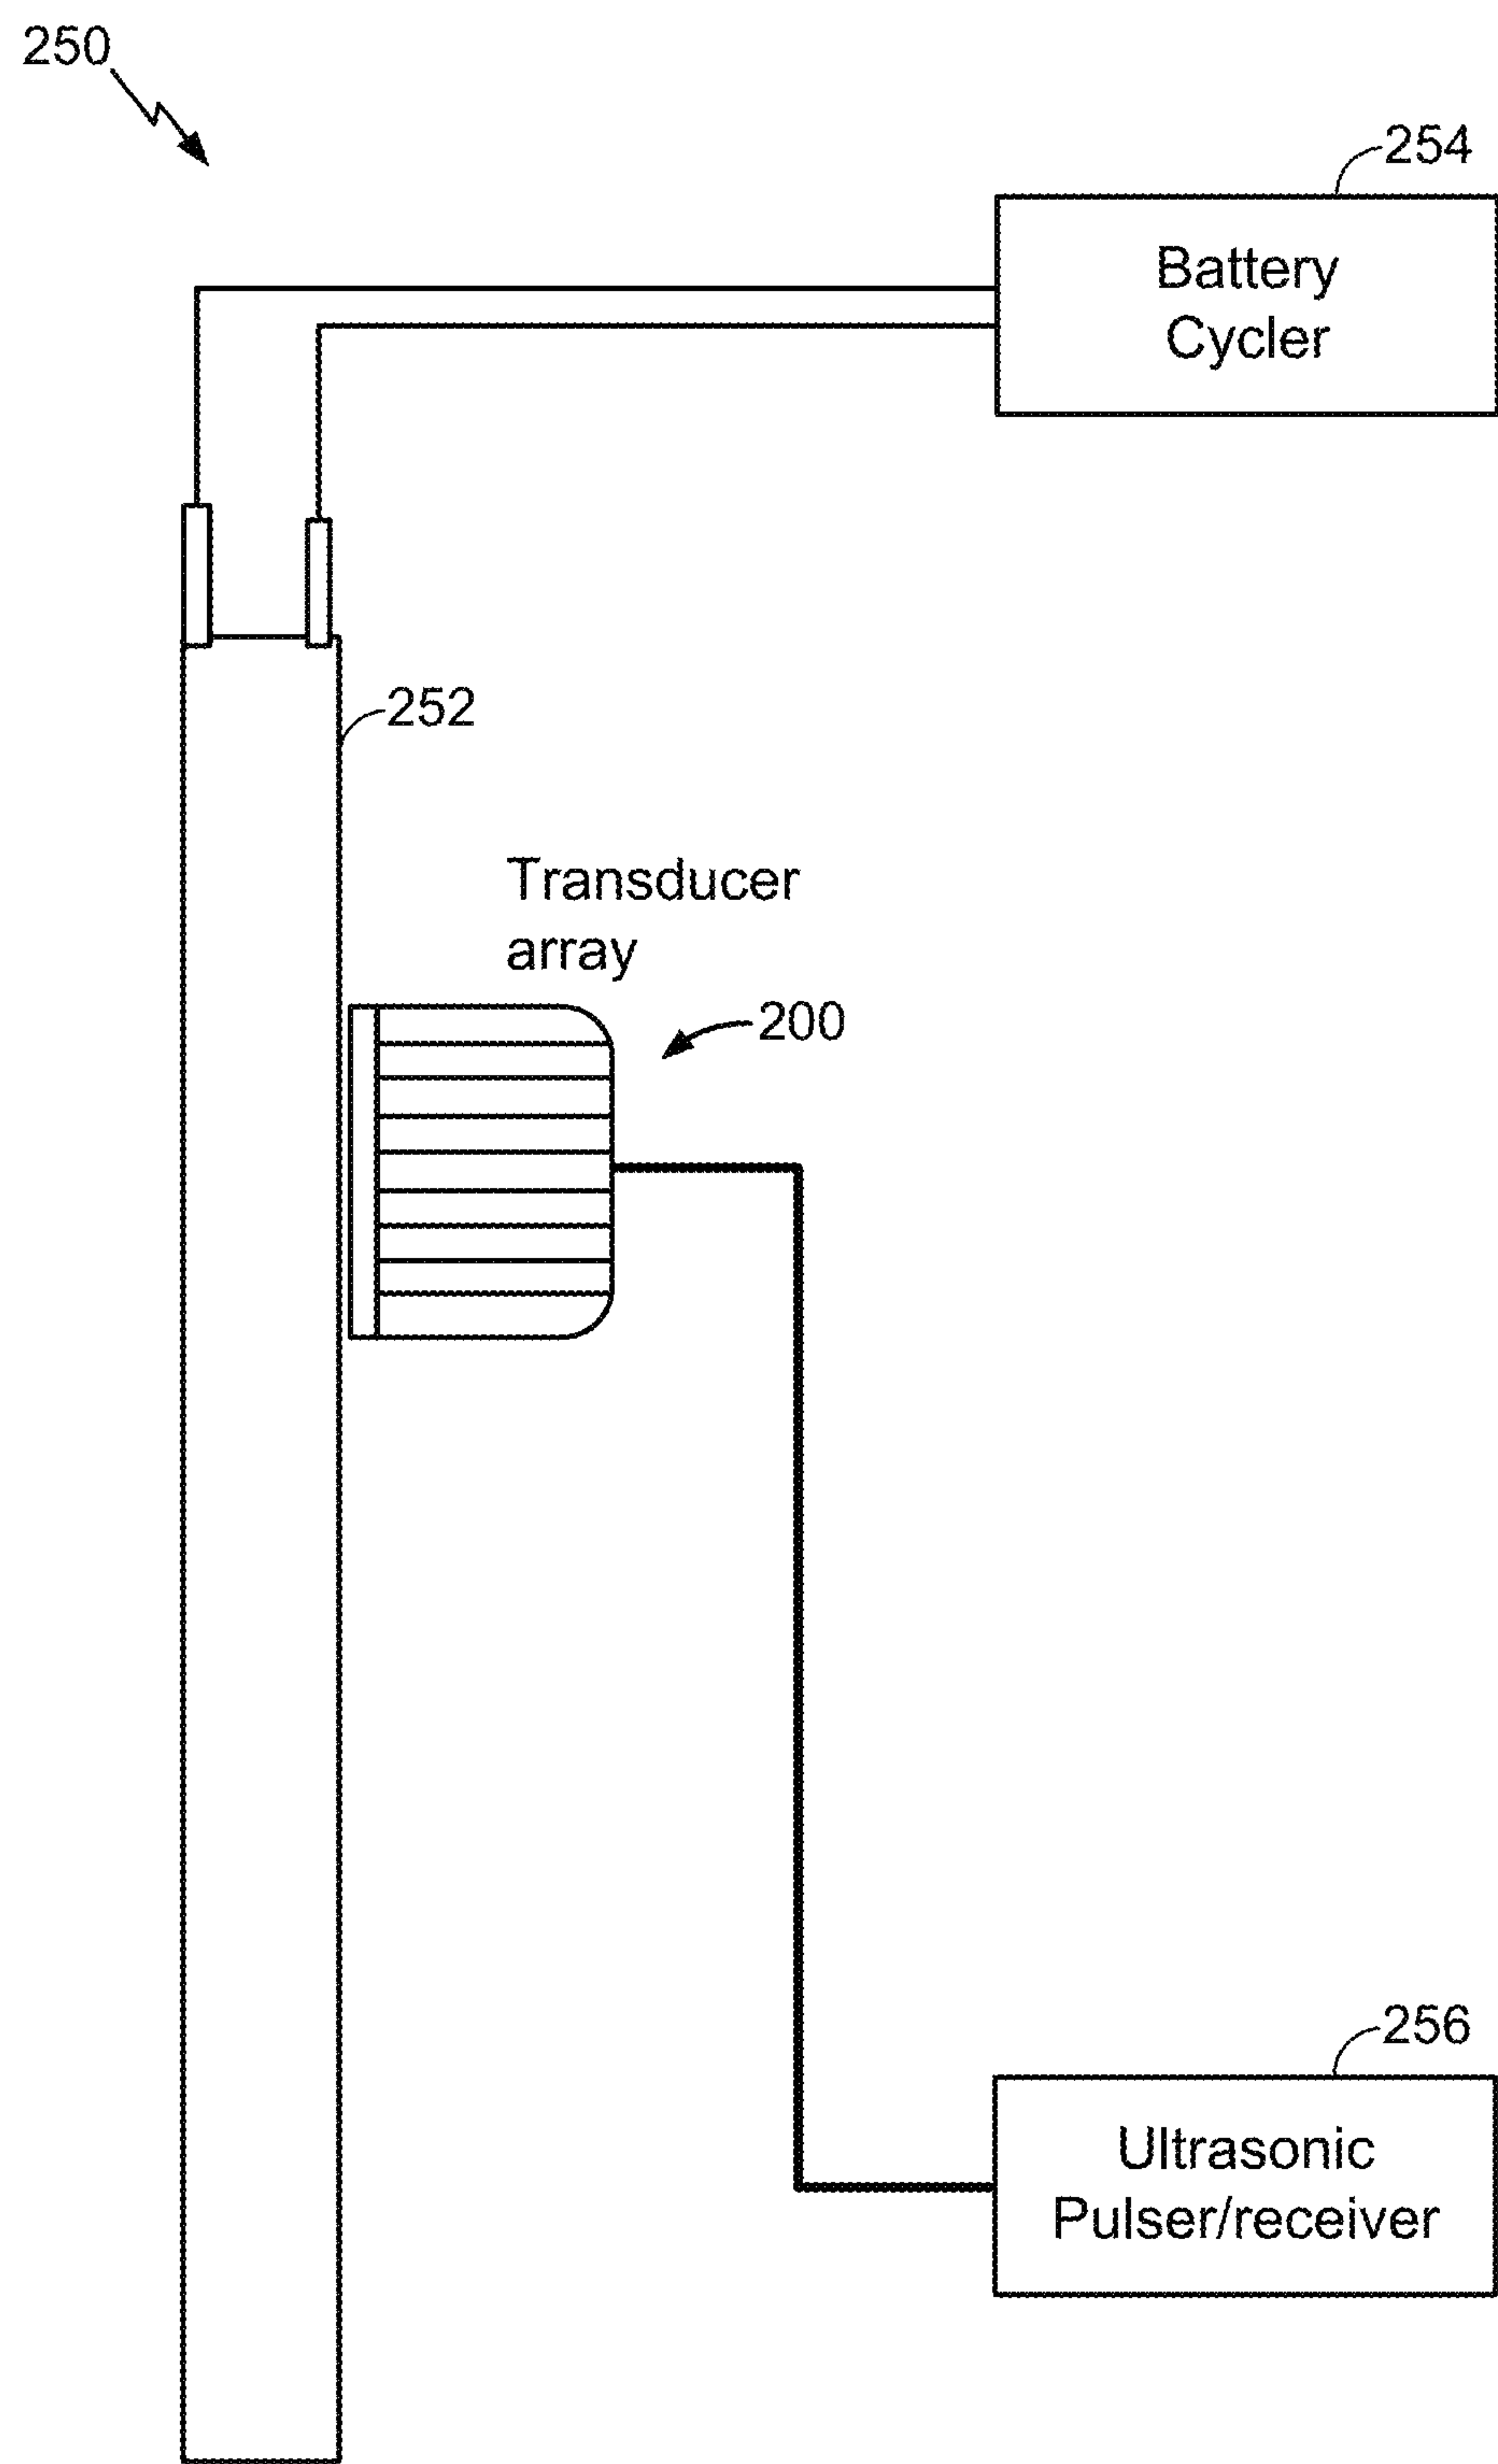 250
254
Battery
Cycler
252
Transducer
array
200
256
Ultrasonic
Pulser/receiver